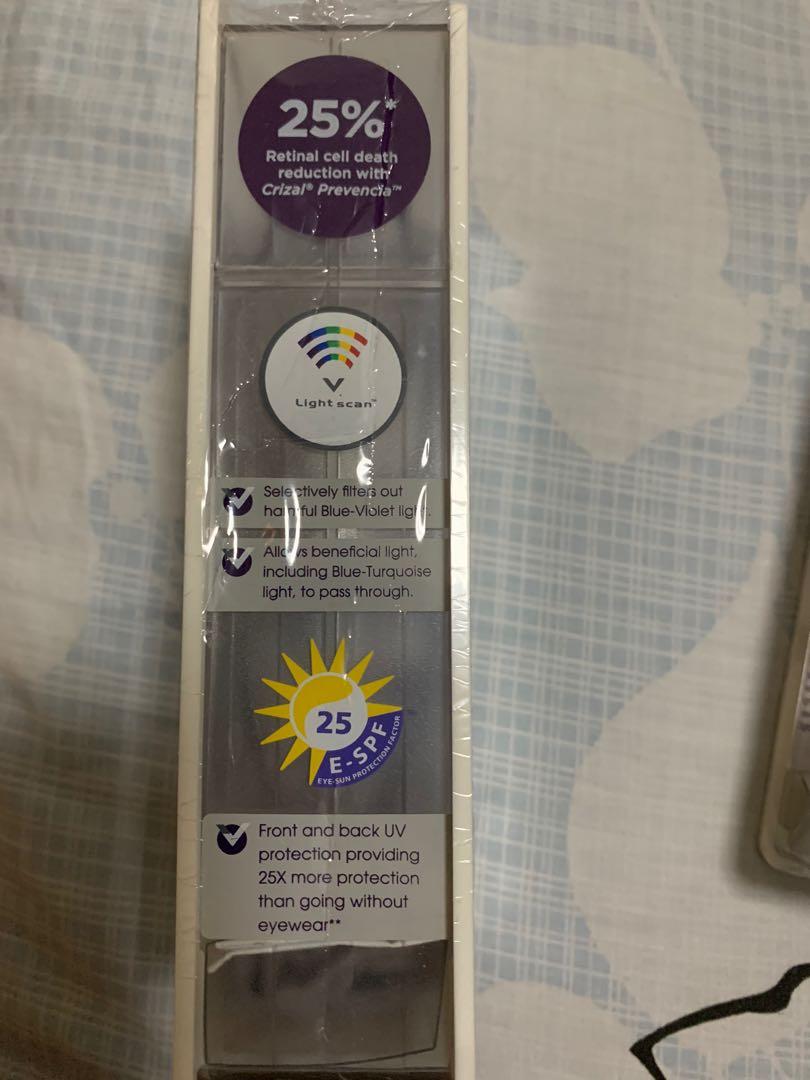 25%*
Retinal cell death
reduction with
Crizal® Prevencia™
Light scan™
Selectively filters out
harmful Blue-Violet light.
Allows beneficial light,
including Blue-Turquoise
light, to pass through.
25
E-SPF
EYE-SUN PROTECTION FACTOR
Front and back UV
protection providing
25X more protection
than going without
eyewear**